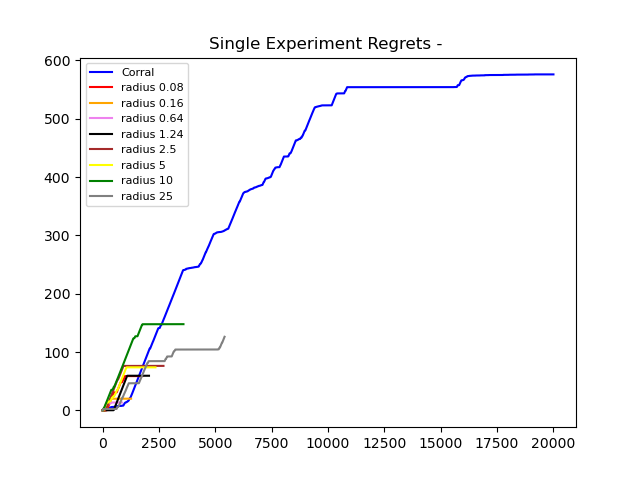 Single Experiment Regrets -
600
500
400
300
200
100
0
Corral
radius 0.08
radius 0.16
radius 0.64
radius 1.24
radius 2.5
radius 5
radius 10
radius 25
0 2500 5000 7500 10000 12500 15000 17500 20000